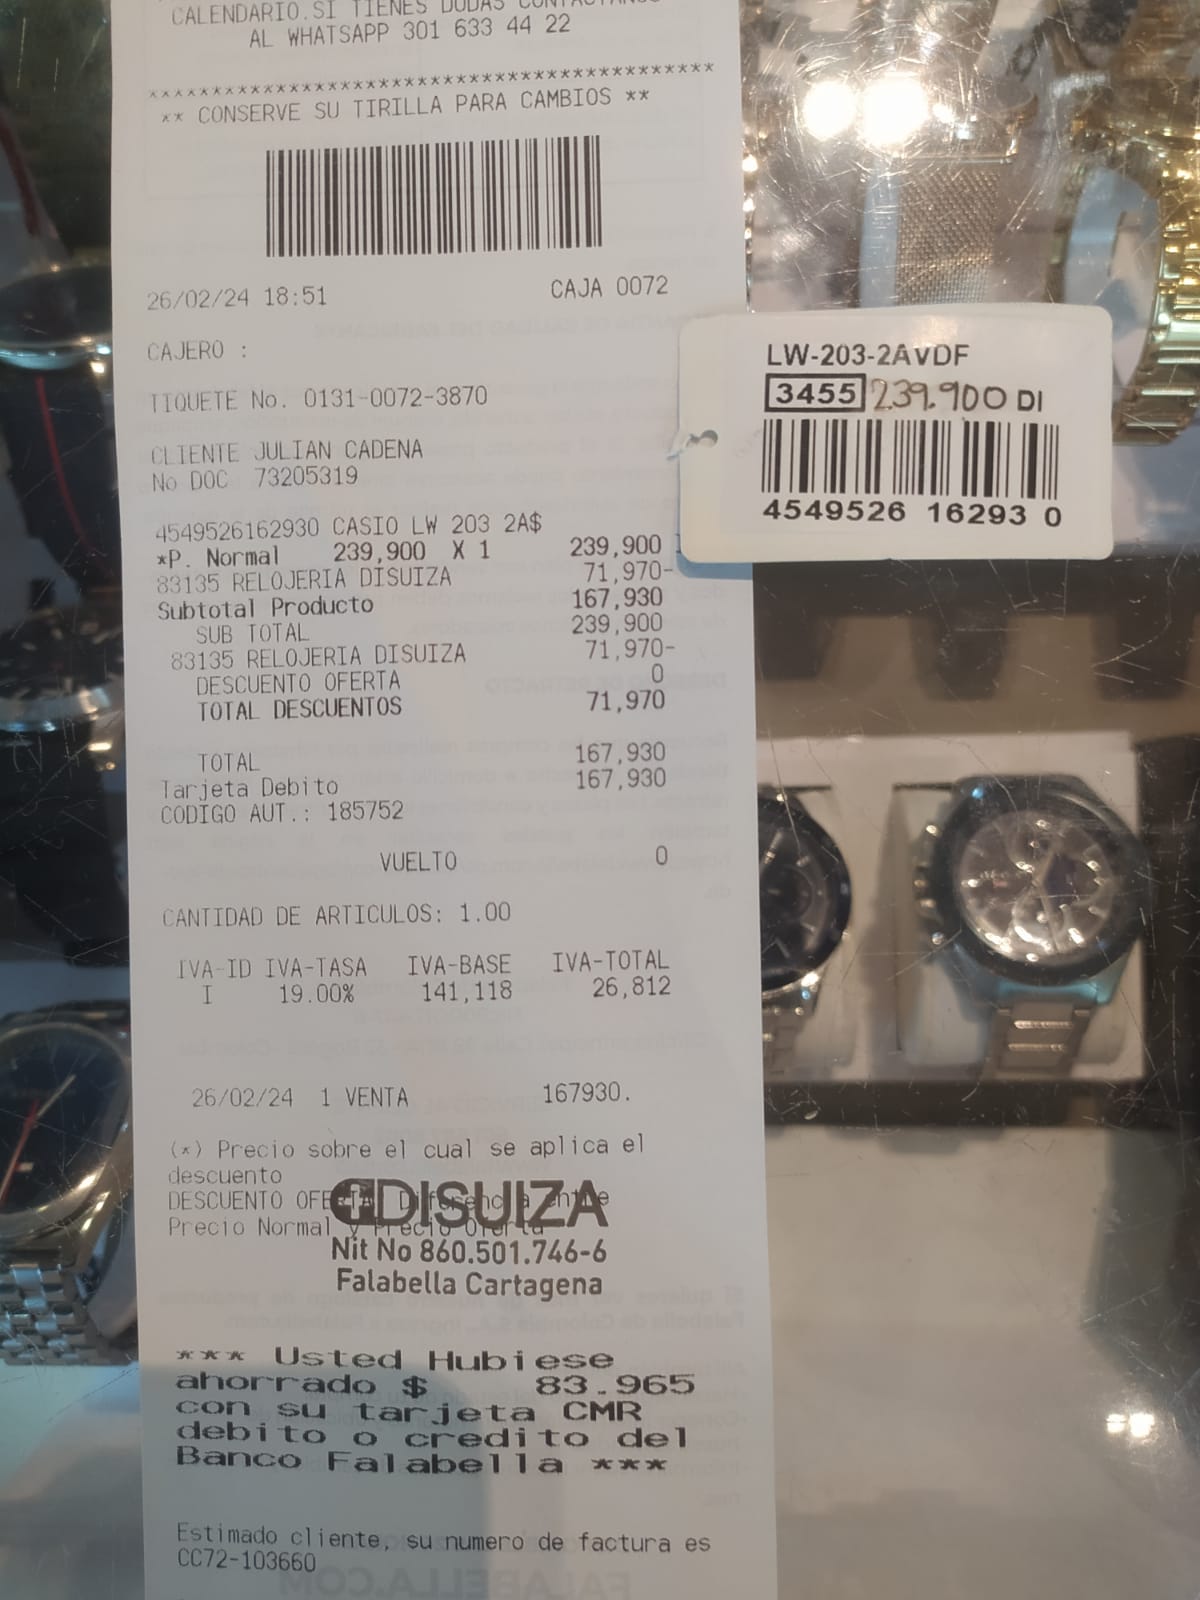 CALENDARIO.SI TIENES DUDAS CONTACTANOS
AL WHATSAPP 301 633 44 22
****************************************
** CONSERVE SU TIRILLA PARA CAMBIOS **
26/02/24 18:51 CAJA 0072
CAJERO :
TIQUETE No. 0131-0072-3870
CLIENTE JULIAN CADENA
No DOC 73205319
4549526162930 CASIO LW 203 2A$
*P. Normal 239,900 X 1 239,900
83135 RELOJERIA DISUIZA 71,970-
Subtotal Producto 167,930
SUB TOTAL 239,900
83135 RELOJERIA DISUIZA 71,970-
DESCUENTO OFERTA 0
TOTAL DESCUENTOS 71,970
TOTAL 167,930
Tarjeta Debito 167,930
CODIGO AUT.: 185752
VUELTO 0
CANTIDAD DE ARTICULOS: 1.00
IVA-ID IVA-TASA IVA-BASE IVA-TOTAL
I 19.00% 141,118 26,812
26/02/24 1 VENTA 167930.
(*) Precio sobre el cual se aplica el
descuento
DESCUENTO OFERTA: Diferencia entre
Precio Normal y Precio Oferta
DISUIZA
Nit No 860.501.746-6
Falabella Cartagena
*** Usted Hubiese
ahorrado $ 83.965
con su tarjeta CMR
debito o credito del
Banco Falabella ***
Estimado cliente, su numero de factura es
CC72-103660
LW-203-2AVDF
3455 239.900 DI
4549526 16293 0